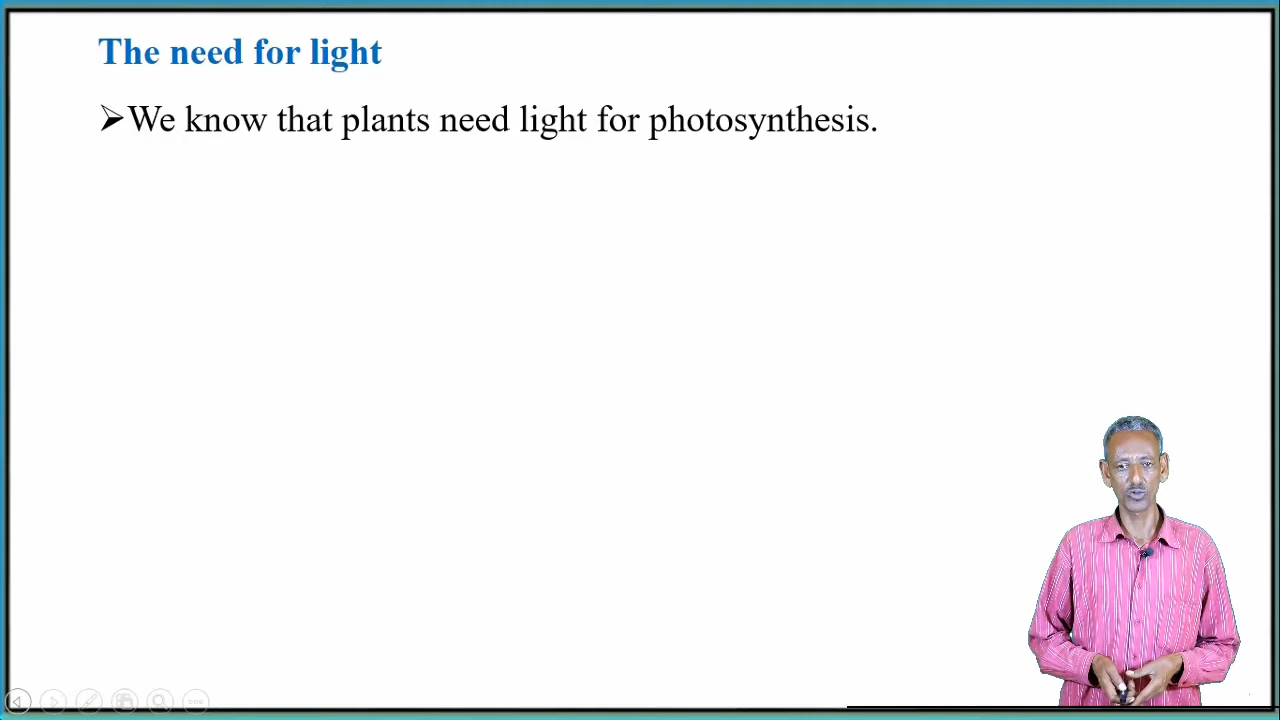 The need for light
➢We know that plants need light for photosynthesis.